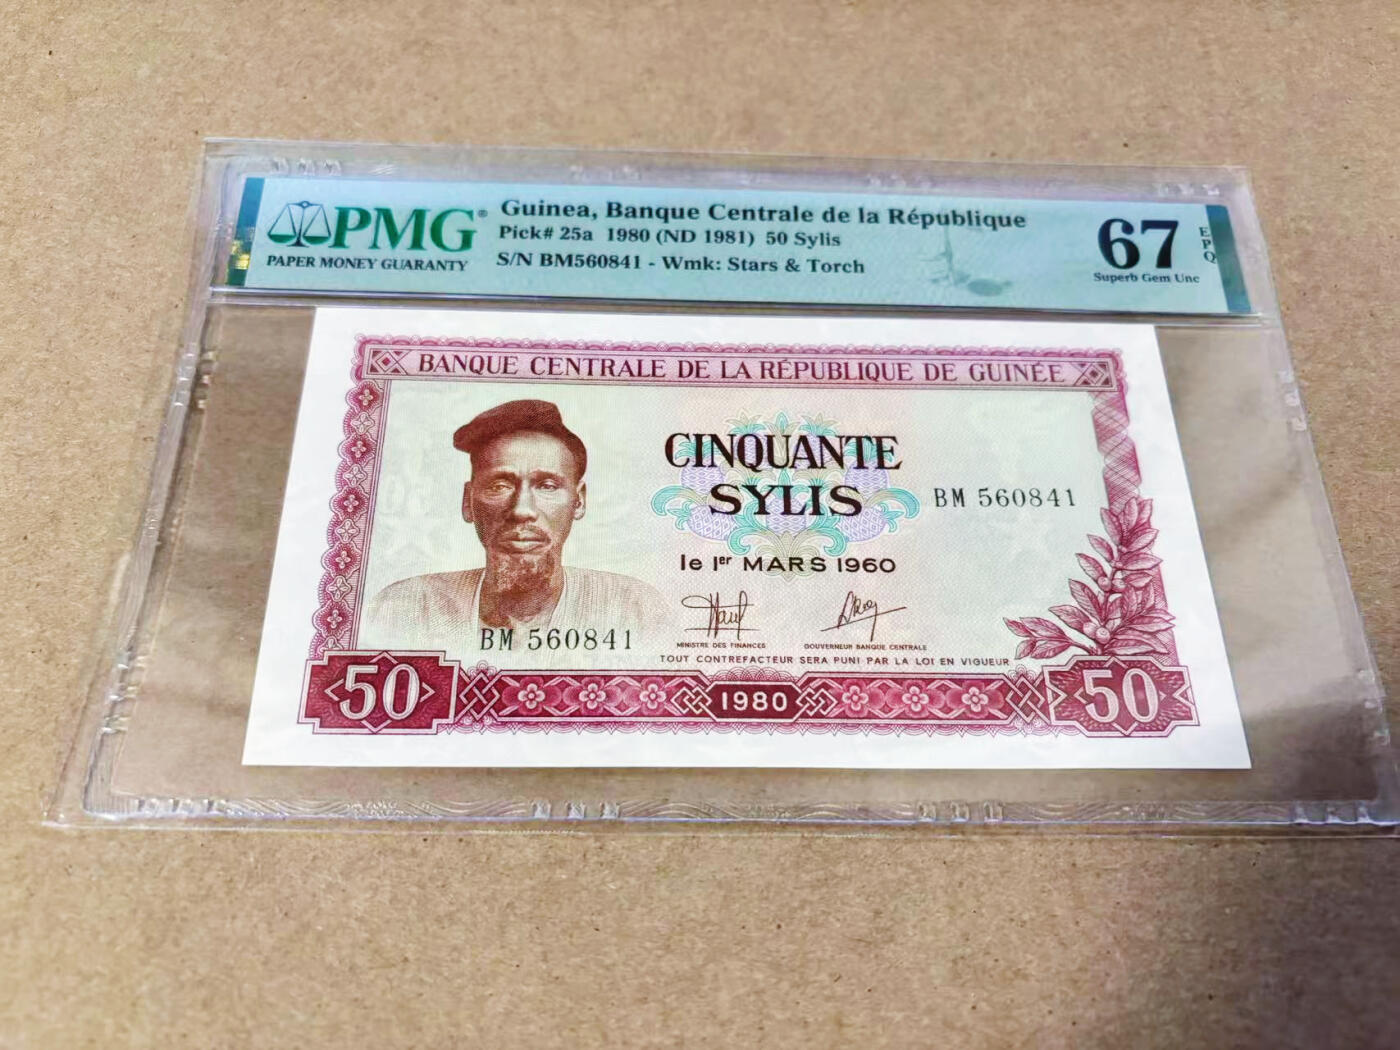 PMG®
PAPER MONEY GUARANTY
Guinea, Banque Centrale de la République
Pick# 25a 1980 (ND 1981) 50 Sylis
S/N BM560841 - Wmk: Stars & Torch
67
EPQ
Superb Gem Unc
BANQUE CENTRALE DE LA RÉPUBLIQUE DE GUINÉE
CINQUANTE
SYLIS
BM 560841
le 1er MARS 1960
BM 560841
MINISTRE DES FINANCES
GOUVERNEUR BANQUE CENTRALE
TOUT CONTREFACTEUR SERA PUNI PAR LA LOI EN VIGUEUR
50
1980
50